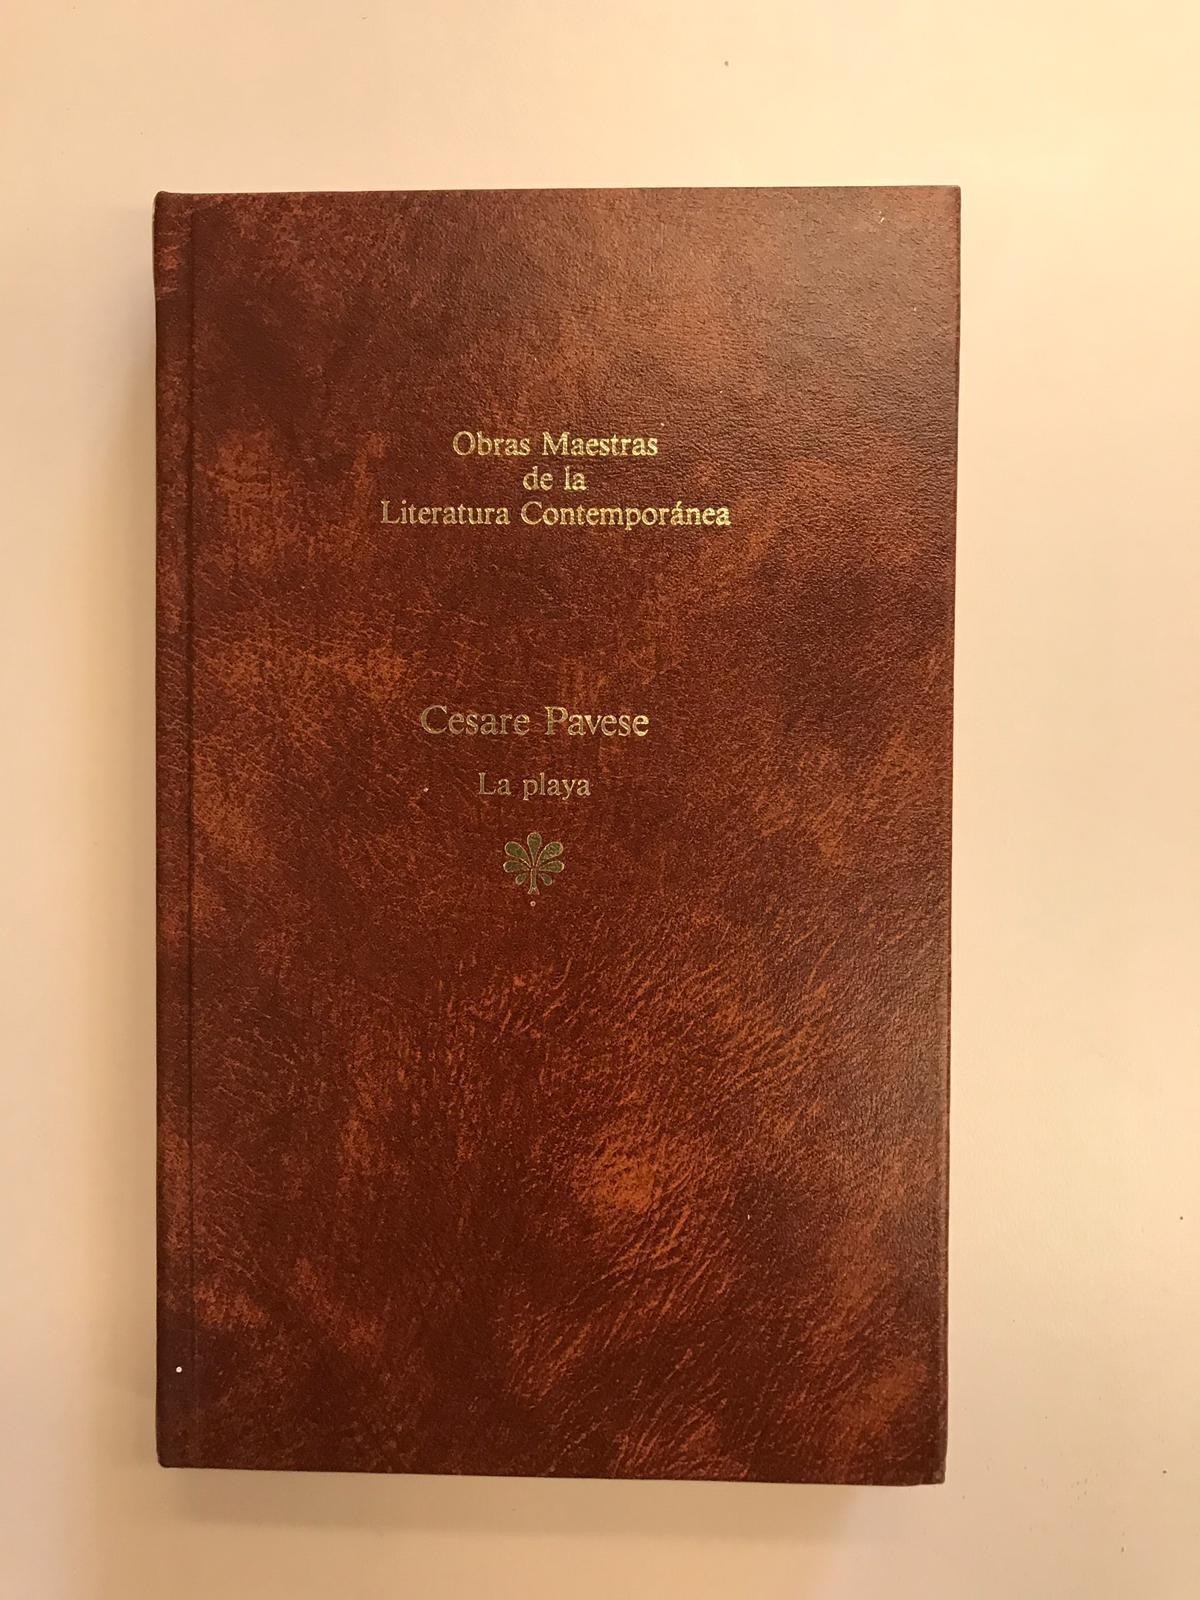 Obras Maestras
de la
Literatura Contemporánea
Cesare Pavese
La playa